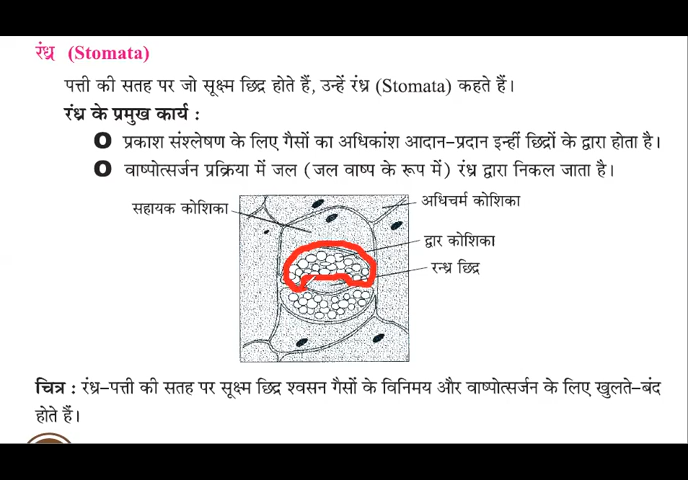 रंध्र (Stomata)
पत्ती की सतह पर जो सूक्ष्म छिद्र होते हैं, उन्हें रंध्र (Stomata) कहते हैं।
रंध्र के प्रमुख कार्य :
प्रकाश संश्लेषण के लिए गैसों का अधिकांश आदान-प्रदान इन्हीं छिद्रों के द्वारा होता है।
वाष्पोत्सर्जन प्रक्रिया में जल (जल वाष्प के रूप में) रंध्र द्वारा निकल जाता है।
सहायक कोशिका
अधिचर्म कोशिका
द्वार कोशिका
रन्ध्र छिद्र
चित्र : रंध्र-पत्ती की सतह पर सूक्ष्म छिद्र श्वसन गैसों के विनिमय और वाष्पोत्सर्जन के लिए खुलते-बंद
होते हैं।